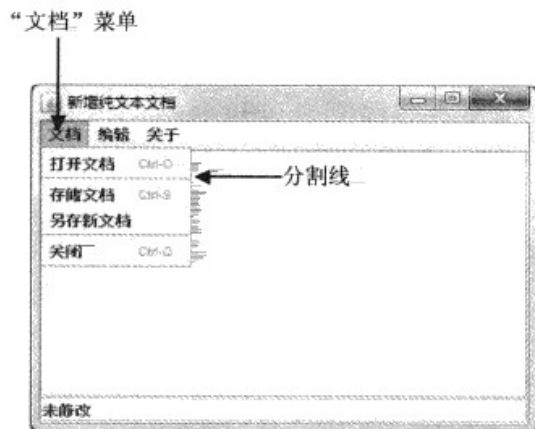 “文档”菜单
新增纯文本文档
文档 编辑 关于
打开文档 Ctrl-O
分割线
存储文档 Ctrl-S
另存新文档
关闭 Ctrl-Q
未修改